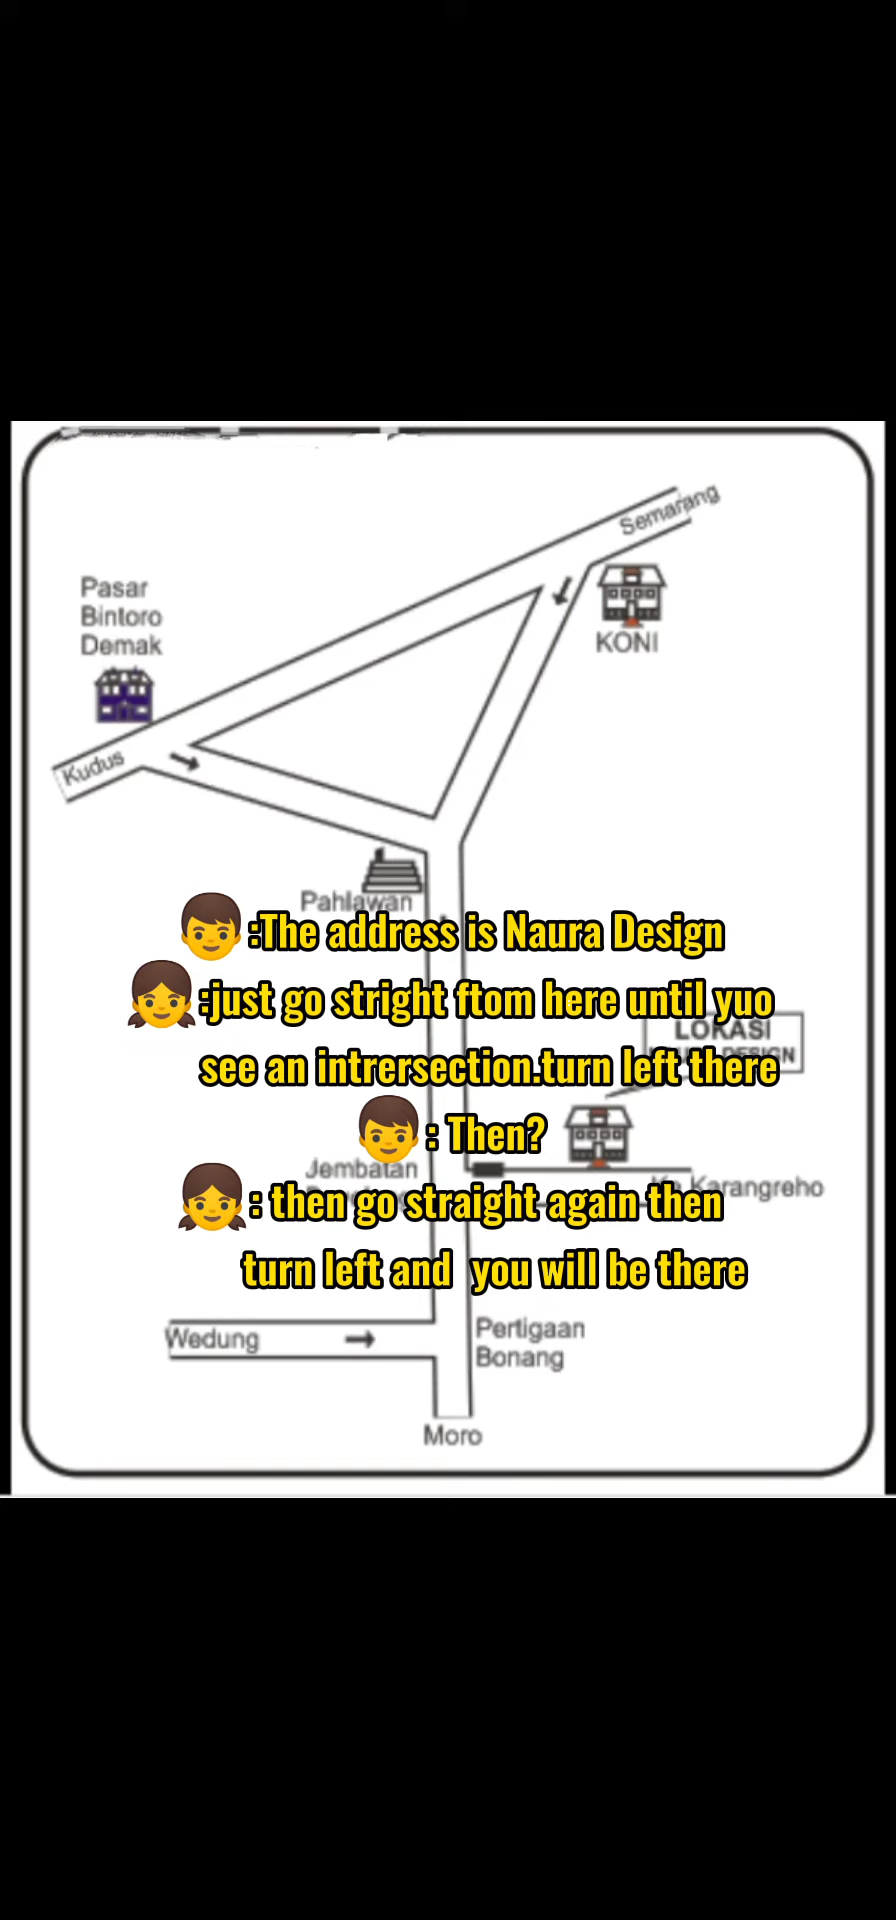 Semarang
Pasar
Bintoro
Demak
KONI
Kudus
Pahlawan
:The address is Naura Design
:just go stright ftom here until yuo
LOKASI
DESIGN
see an intrersection.turn left there
: Then?
Jembatan
Karangreho
: then go straight again then
turn left and you will be there
Wedung
Pertigaan
Bonang
Moro